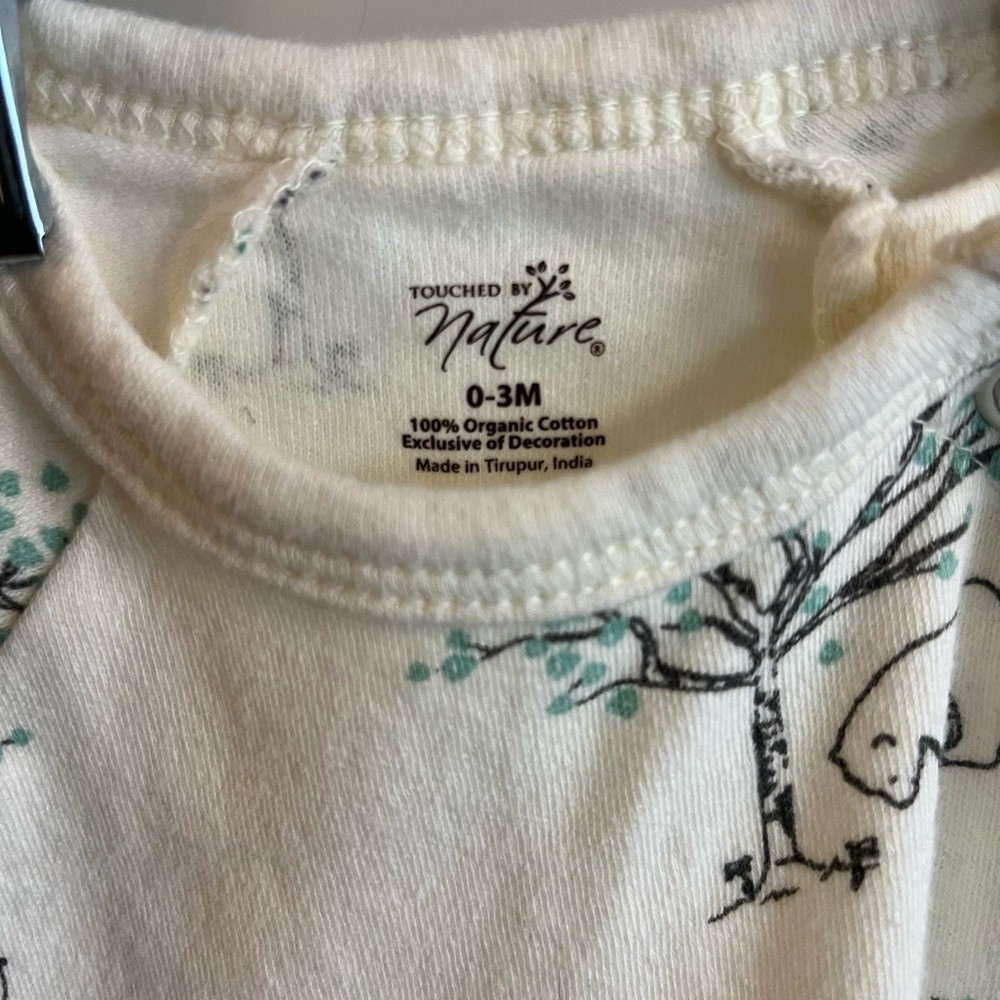 TOUCHED BY
Nature®
0-3M
100% Organic Cotton
Exclusive of Decoration
Made in Tirupur, India